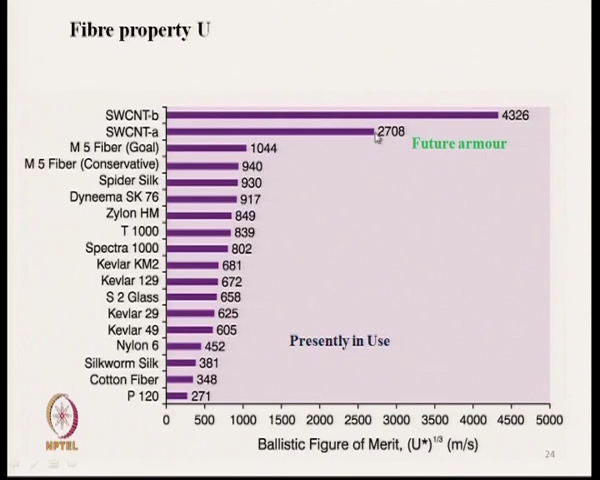 Fibre property U
SWCNT-b 4326
SWCNT-a 2708
Future armour
M 5 Fiber (Goal) 1044
M 5 Fiber (Conservative) 940
Spider Silk 930
Dyneema SK 76 917
Zylon HM 849
T 1000 839
Spectra 1000 802
Kevlar KM2 681
Kevlar 129 672
S 2 Glass 658
Kevlar 29 625
Kevlar 49 605
Presently in Use
Nylon 6 452
Silkworm Silk 381
Cotton Fiber 348
P 120 271
0 500 1000 1500 2000 2500 3000 3500 4000 4500 5000
Ballistic Figure of Merit, (U*)^1/3 (m/s)
NPTEL
24